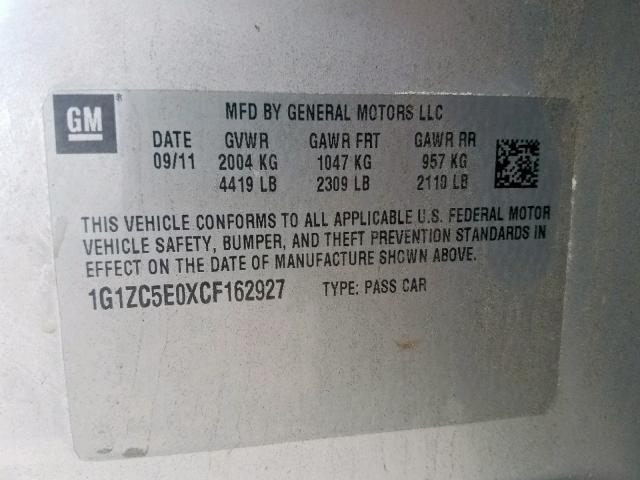 GM
MFD BY GENERAL MOTORS LLC
DATE GVWR GAWR FRT GAWR RR
09/11 2004 KG 1047 KG 957 KG
4419 LB 2309 LB 2110 LB
THIS VEHICLE CONFORMS TO ALL APPLICABLE U.S. FEDERAL MOTOR
VEHICLE SAFETY, BUMPER, AND THEFT PREVENTION STANDARDS IN
EFFECT ON THE DATE OF MANUFACTURE SHOWN ABOVE.
1G1ZC5E0XCF162927 TYPE: PASS CAR